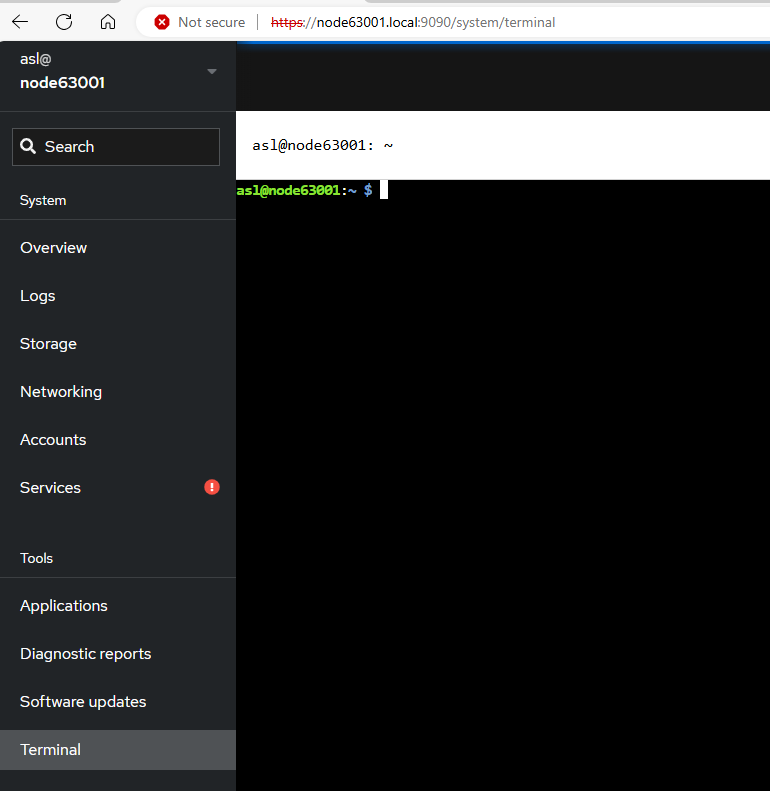 Not secure https://node63001.local:9090/system/terminal
asl@
node63001
Search
System
Overview
Logs
Storage
Networking
Accounts
Services
Tools
Applications
Diagnostic reports
Software updates
Terminal
asl@node63001: ~
asl@node63001:~ $